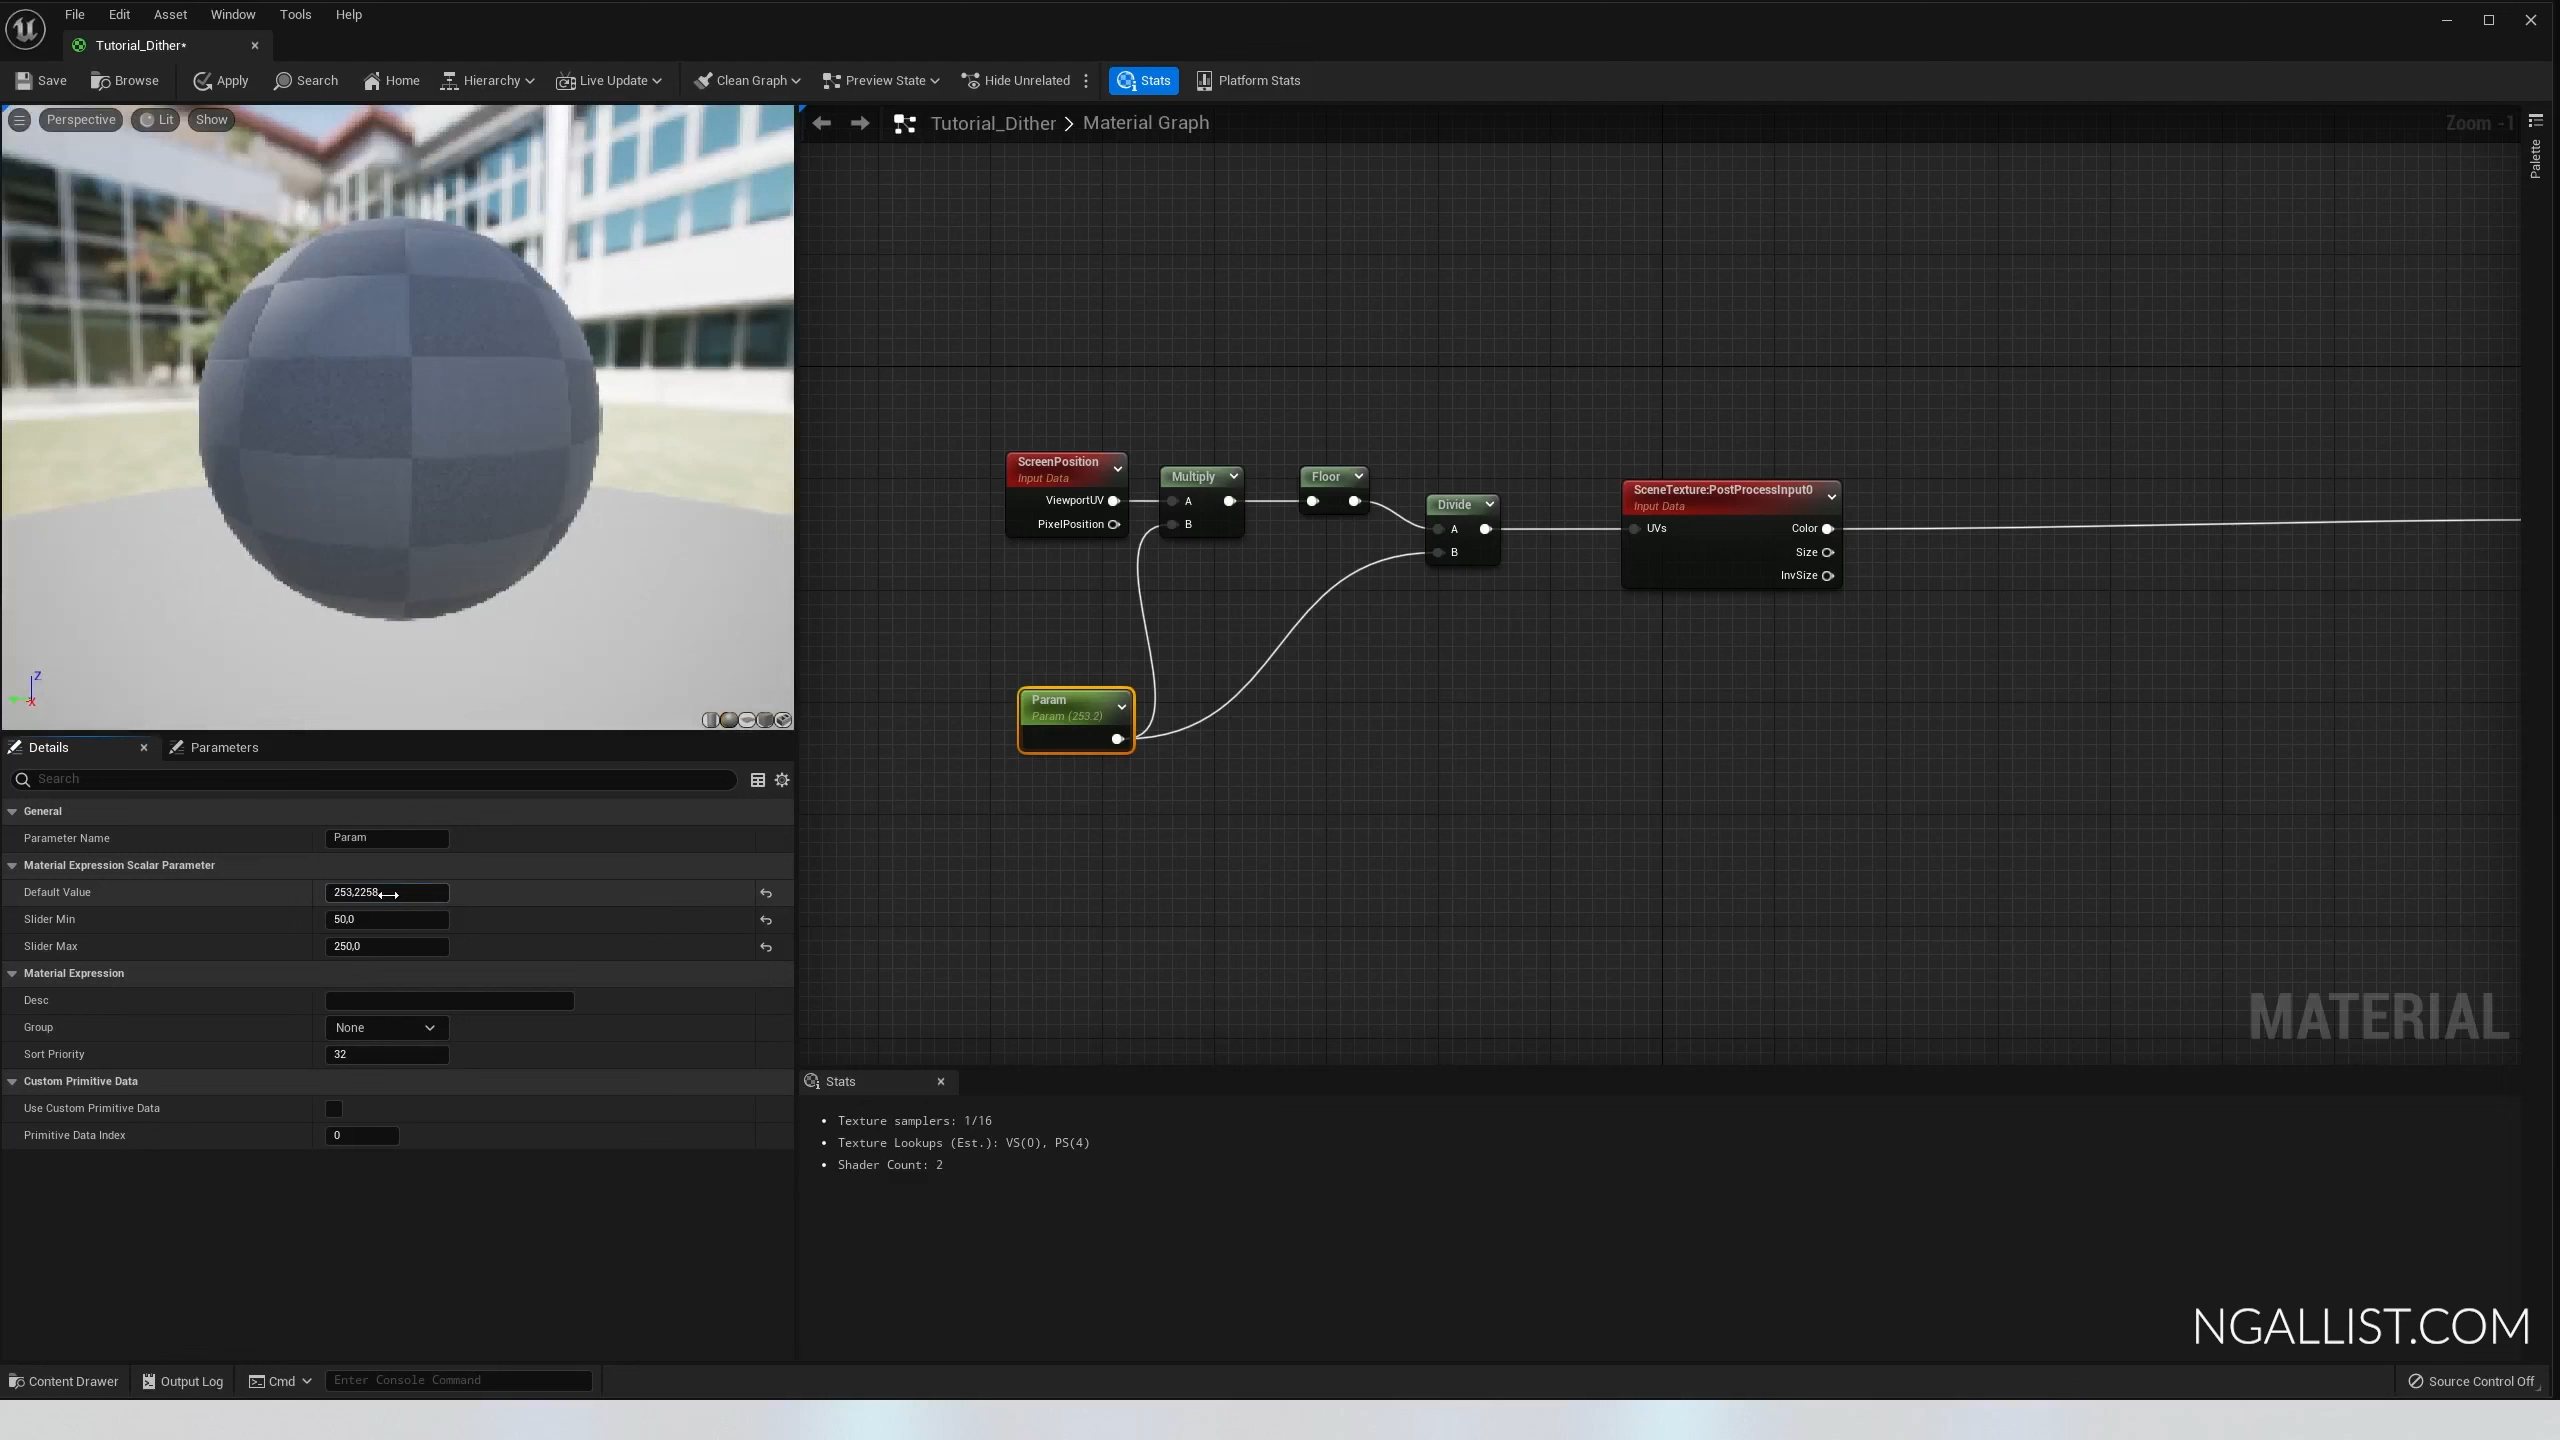 File Edit Asset Window Tools Help
Tutorial_Dither*
Save Browse Apply Search Home Hierarchy Live Update Clean Graph Preview State Hide Unrelated Stats Platform Stats
Perspective Lit Show
Tutorial_Dither > Material Graph
Zoom -1
Palette
ScreenPosition
Input Data
ViewportUV
PixelPosition
Multiply
A
B
Floor
Divide
A
B
SceneTexture:PostProcessInput0
Input Data
UVs Color
Size
InvSize
Param
Param (253.2)
Z
X
MATERIAL
Details Parameters
Search
General
Parameter Name Param
Material Expression Scalar Parameter
Default Value 253,2258
Slider Min 50,0
Slider Max 250,0
Material Expression
Desc
Group None
Sort Priority 32
Custom Primitive Data
Use Custom Primitive Data
Primitive Data Index 0
Stats
• Texture samplers: 1/16
• Texture Lookups (Est.): VS(0), PS(4)
• Shader Count: 2
NGALLIST.COM
Content Drawer Output Log Cmd Enter Console Command Source Control Off